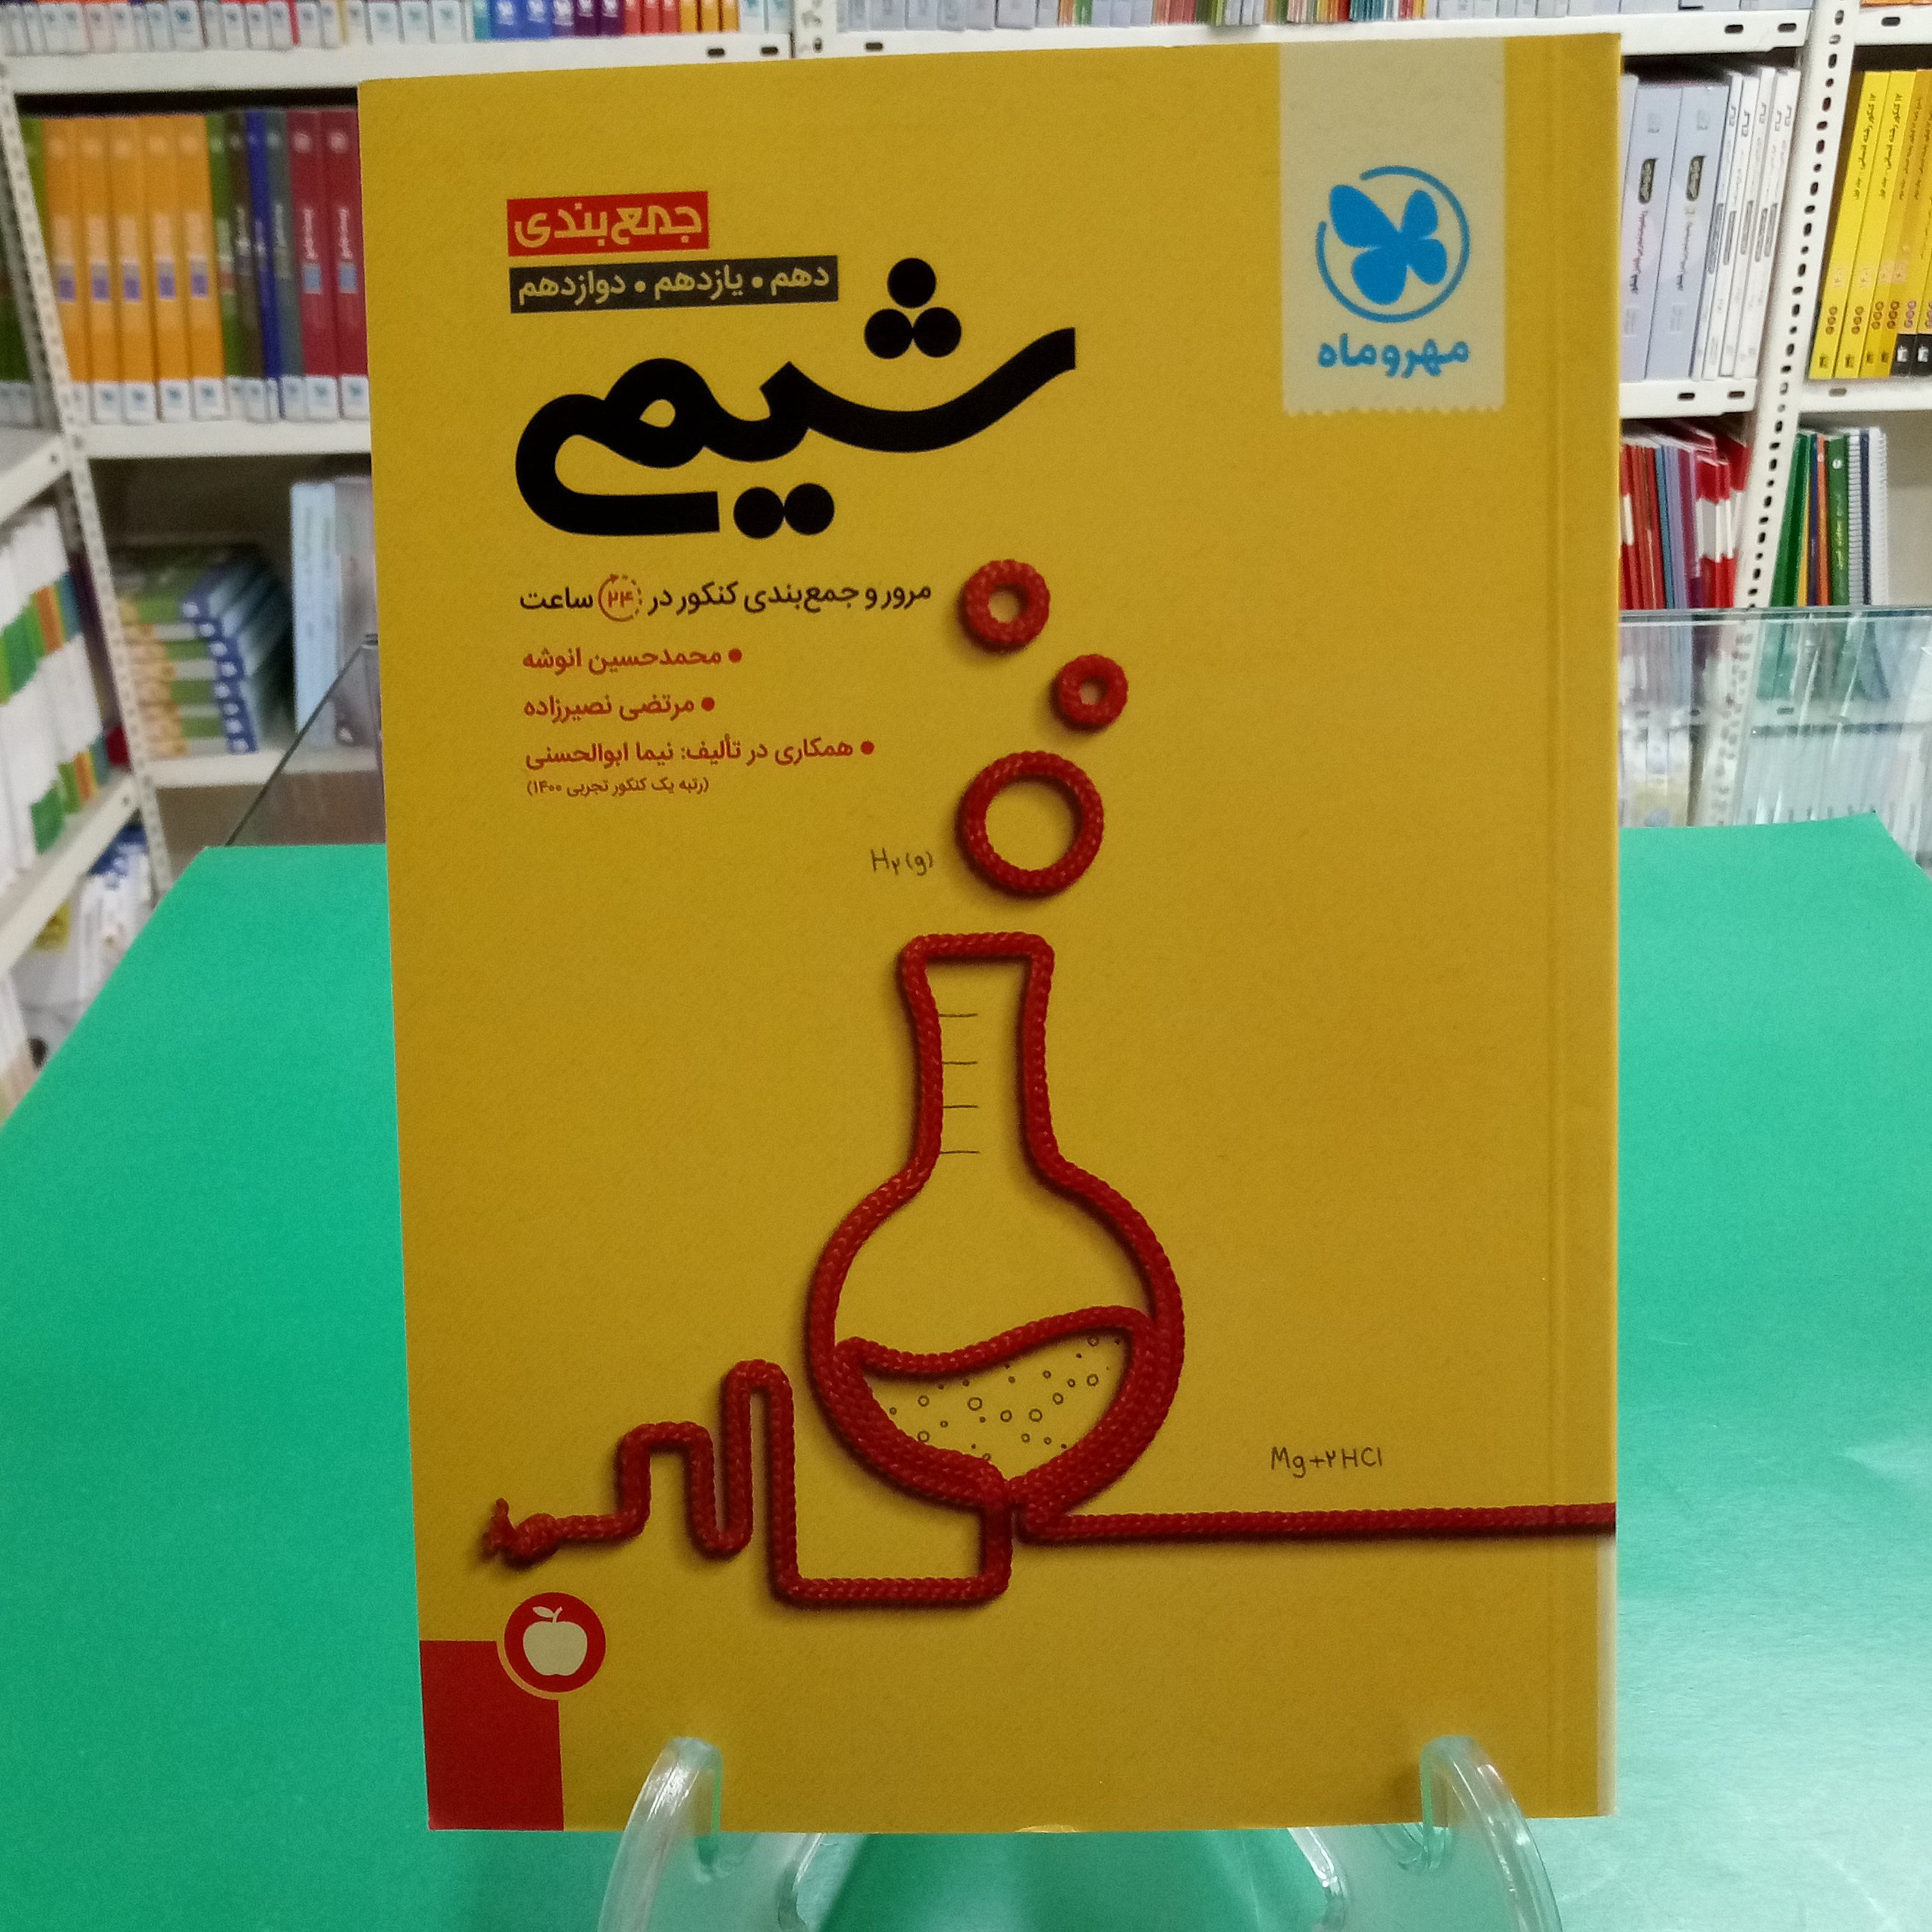 جمع‌بندی
دهم • یازدهم • دوازدهم
شیمی
مهروماه
مرور و جمع‌بندی کنکور در ۲۴ ساعت
• محمدحسین انوشه
• مرتضی نصیرزاده
• همکاری در تألیف: نیما ابوالحسنی
(رتبه یک کنکور تجربی ۱۴۰۰)
H۲(g)
Mg+۲HCl